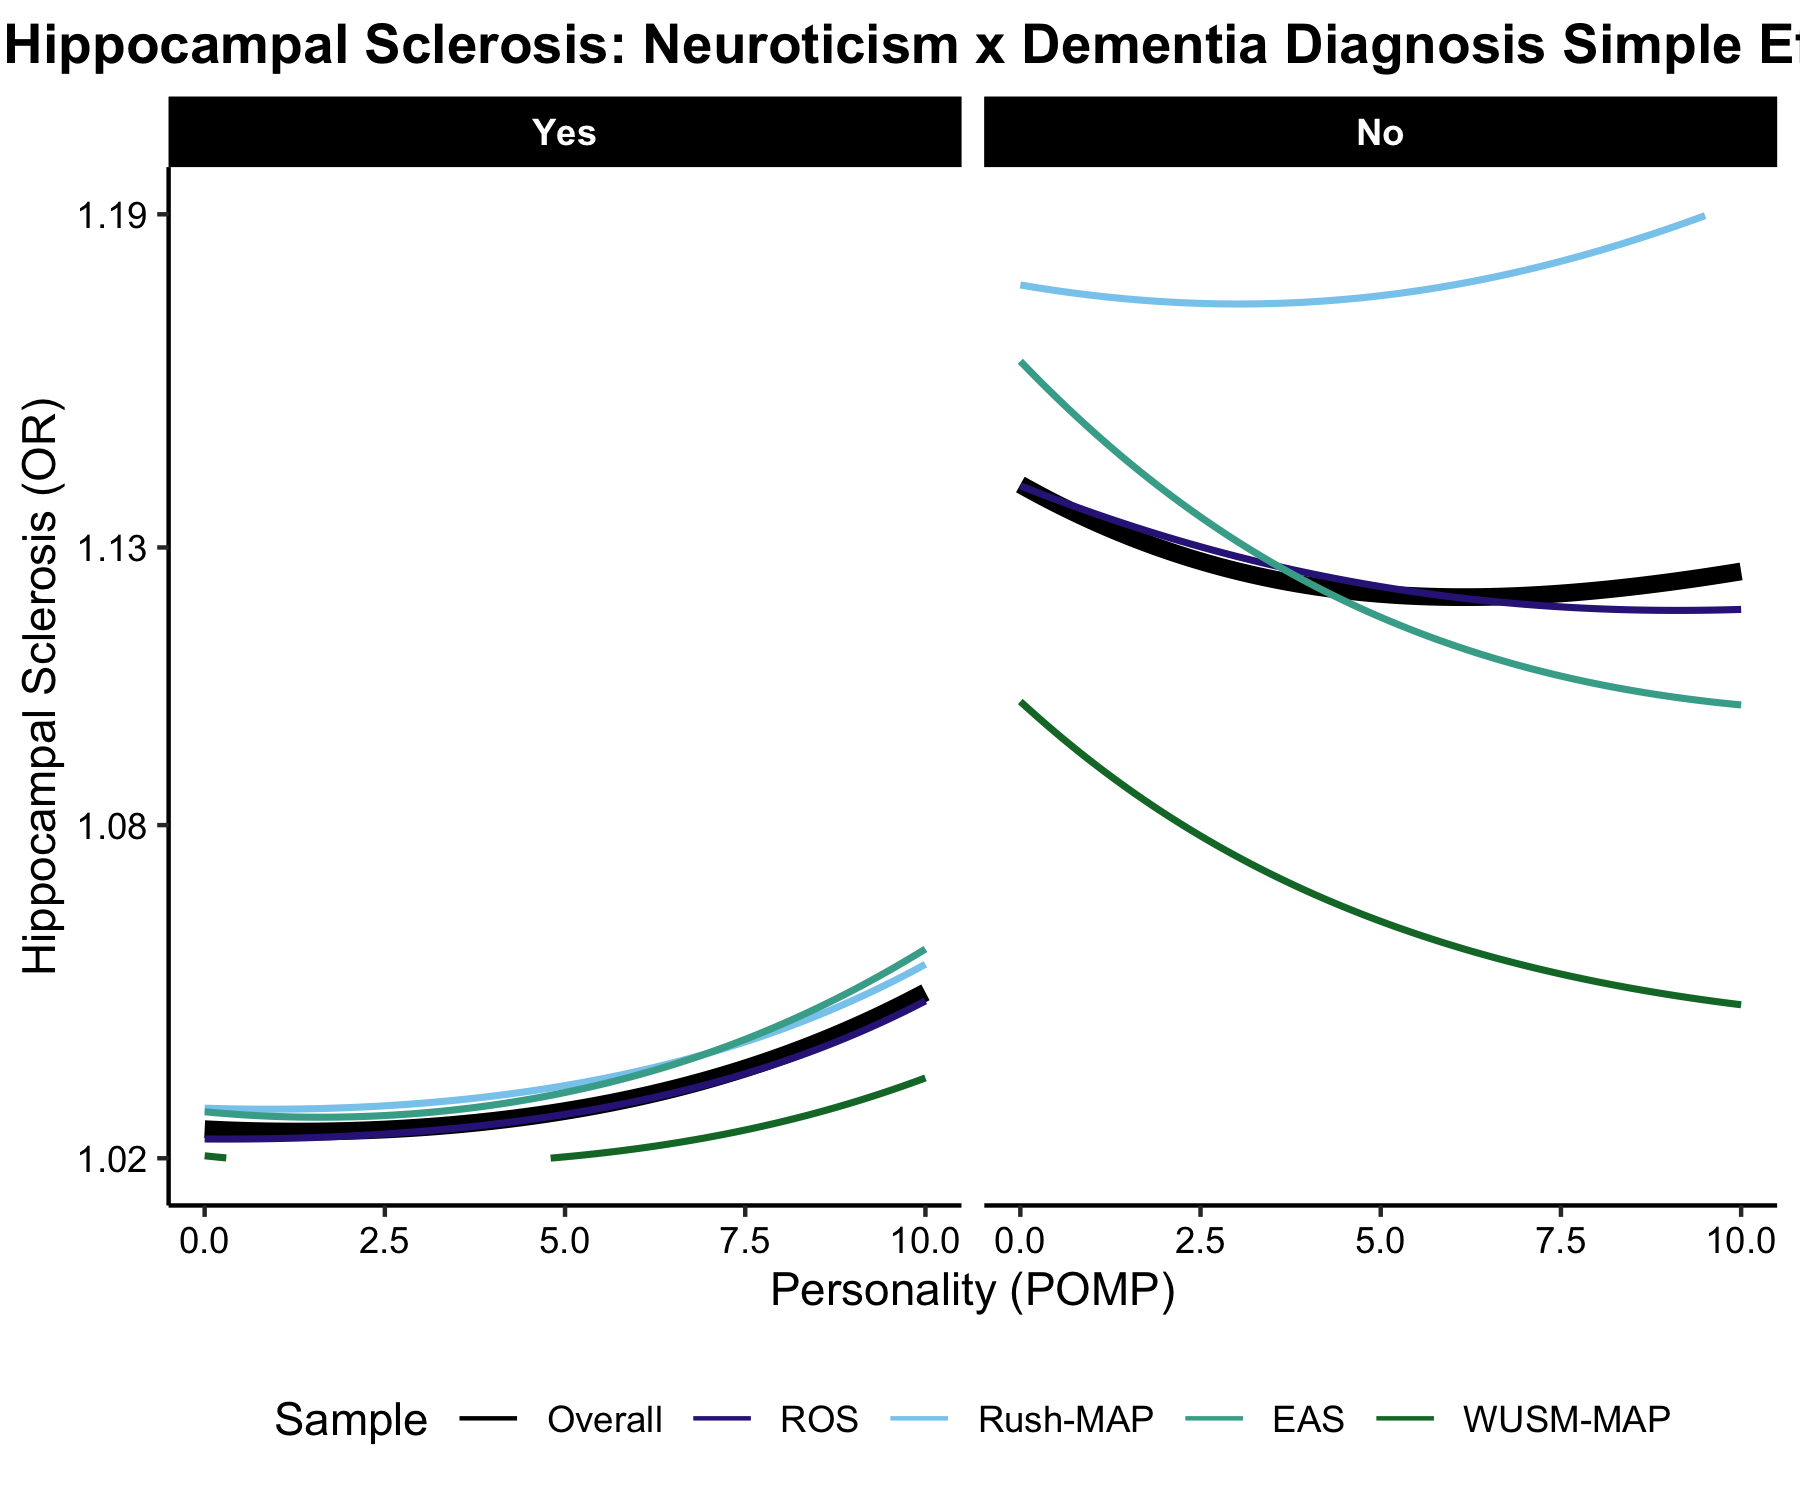 Hippocampal Sclerosis: Neuroticism x Dementia Diagnosis Simple
Yes
No
Hippocampal Sclerosis (OR)
1.19
1.13
1.08
1.02
0.0 2.5 5.0 7.5 10.0
0.0 2.5 5.0 7.5 10.0
Personality (POMP)
Sample Overall ROS Rush-MAP EAS WUSM-MAP